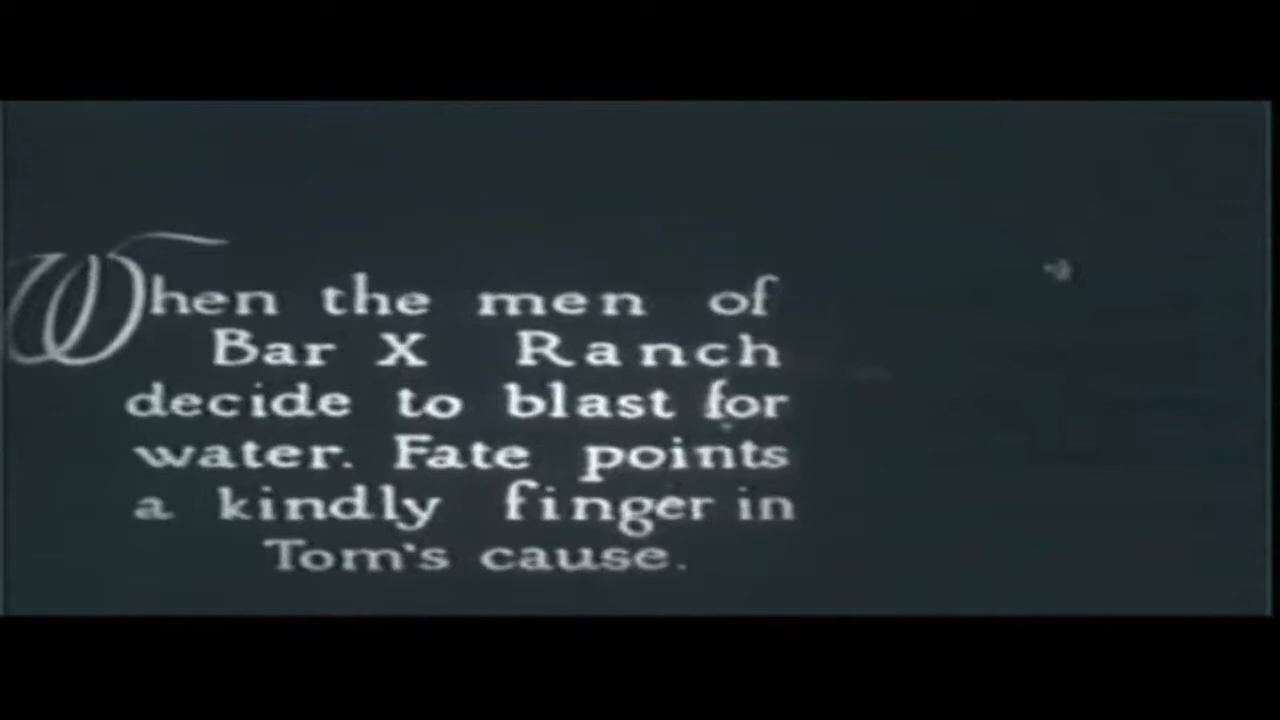 When the men of
Bar X Ranch
decide to blast for
water. Fate points
a kindly finger in
Tom's cause.